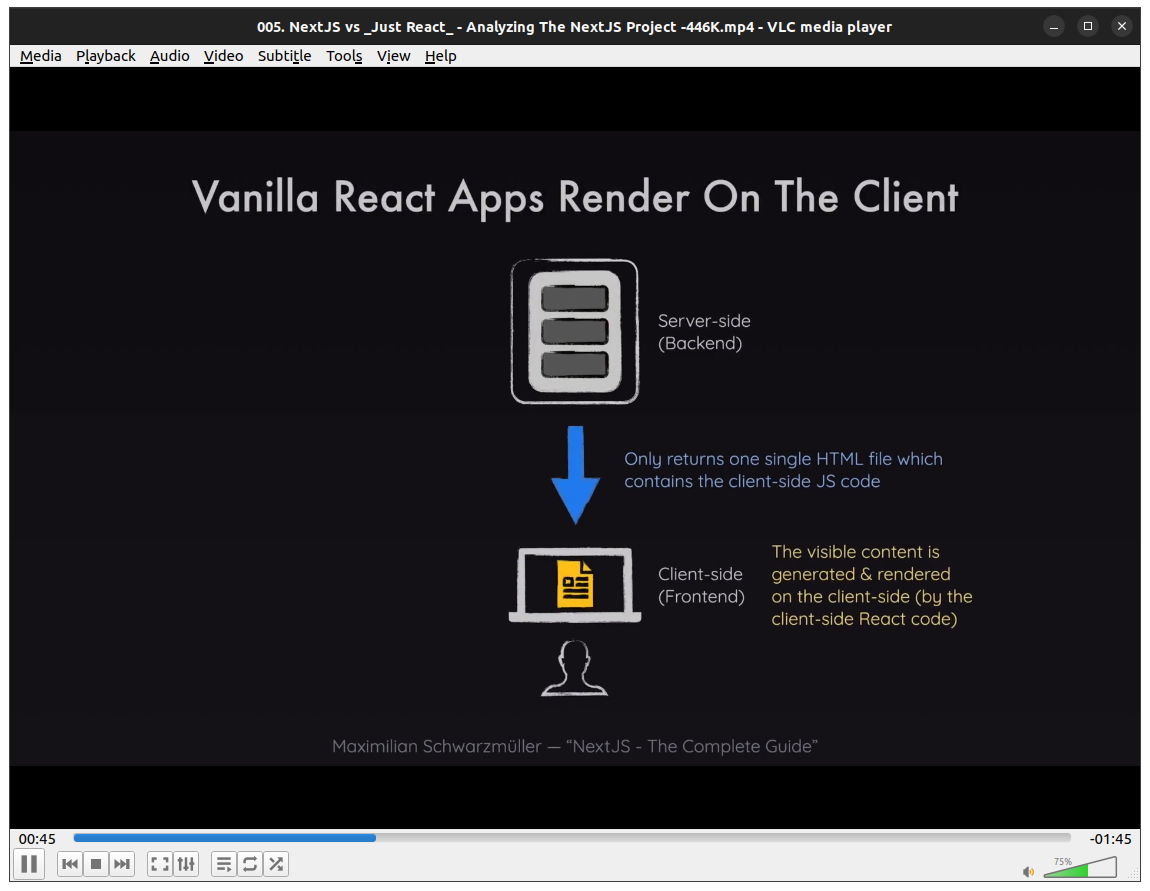 005. NextJS vs _Just React_ - Analyzing The NextJS Project -446K.mp4 - VLC media player
Media Playback Audio Video Subtitle Tools View Help
Vanilla React Apps Render On The Client
Server-side
(Backend)
Only returns one single HTML file which
contains the client-side JS code
Client-side
(Frontend)
The visible content is
generated & rendered
on the client-side (by the
client-side React code)
Maximilian Schwarzmüller — “NextJS - The Complete Guide”
00:45
-01:45
75%